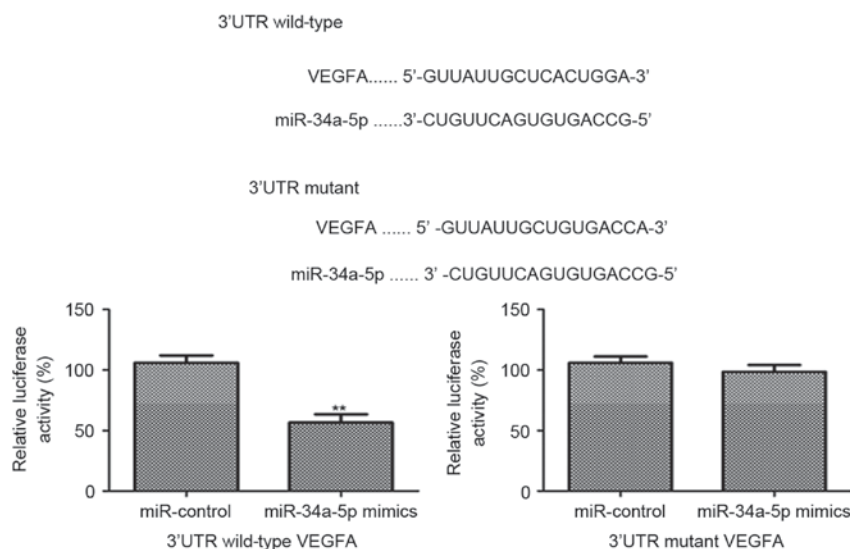 3'UTR wild-type
VEGFA...... 5'-GUUAUUGCUCACUGGA-3'
miR-34a-5p ......3'-CUGUUCAGUGUGACCG-5'
3'UTR mutant
VEGFA ...... 5' -GUUAUUGCUGUGACCA-3'
miR-34a-5p ...... 3' -CUGUUCAGUGUGACCG-5'
Relative luciferase
activity (%)
150
100
50
0
**
miR-control miR-34a-5p mimics
3'UTR wild-type VEGFA
Relative luciferase
activity (%)
150
100
50
0
miR-control miR-34a-5p mimics
3'UTR mutant VEGFA